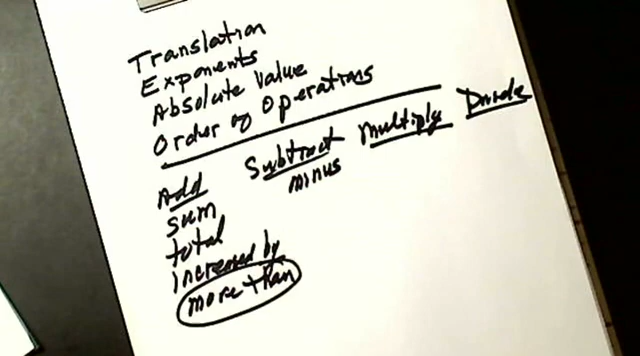 Translation
Exponents
Absolute Value
Order of Operations
Add Subtract Multiply Divide
sum minus
total
increased by
more than